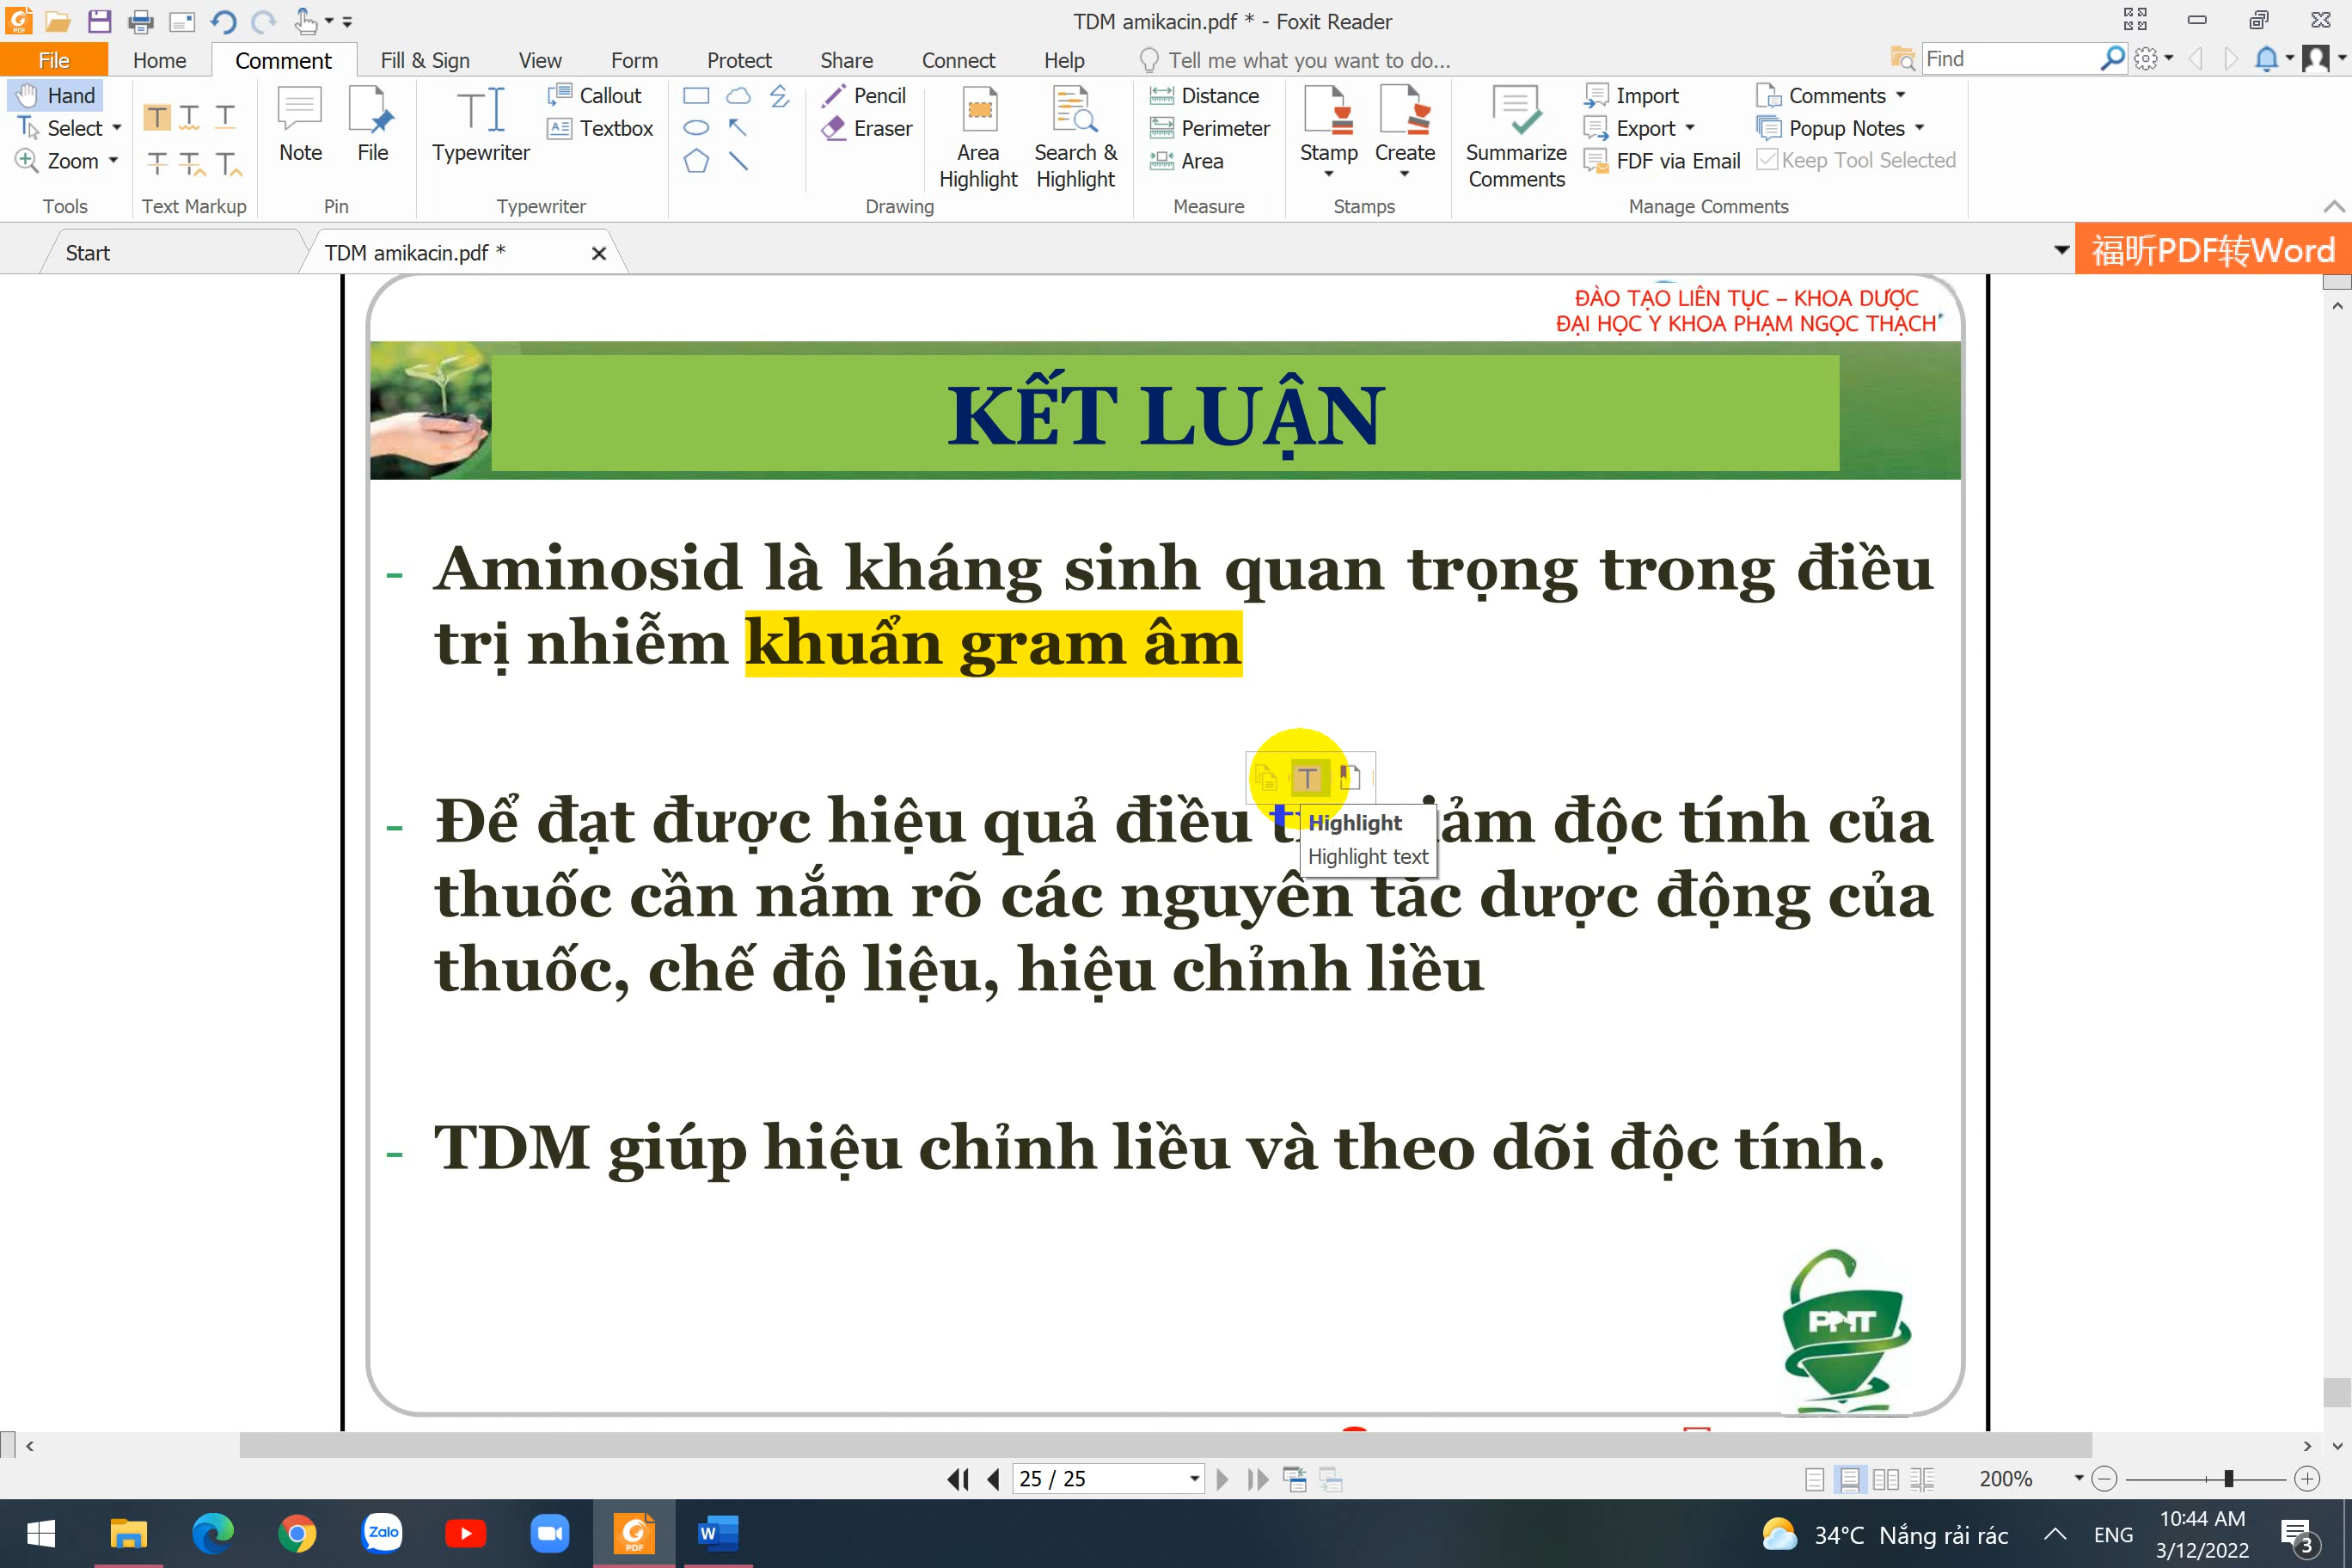 TDM amikacin.pdf * - Foxit Reader
File Home Comment Fill & Sign View Form Protect Share Connect Help Tell me what you want to do... Find
Hand
Select
Zoom
Tools
Text Markup
Note
File
Pin
Typewriter
Callout
Textbox
Typewriter
Pencil
Eraser
Area
Highlight
Search &
Highlight
Drawing
Distance
Perimeter
Area
Measure
Stamp
Create
Stamps
Summarize
Comments
Import
Export
FDF via Email
Comments
Popup Notes
Keep Tool Selected
Manage Comments
Start
TDM amikacin.pdf *
福昕PDF转Word
ĐÀO TẠO LIÊN TỤC – KHOA DƯỢC
ĐẠI HỌC Y KHOA PHẠM NGỌC THẠCH
KẾT LUẬN
- Aminosid là kháng sinh quan trọng trong điều
trị nhiễm khuẩn gram âm
- Để đạt được hiệu quả điều độc tính của
Highlight
Highlight text
thuốc cần nắm rõ các nguyên tắc dược động của
thuốc, chế độ liệu, hiệu chỉnh liều
- TDM giúp hiệu chỉnh liều và theo dõi độc tính.
PNT
25 / 25
200%
Zalo
34°C Nắng rải rác
ENG
10:44 AM
3/12/2022
3